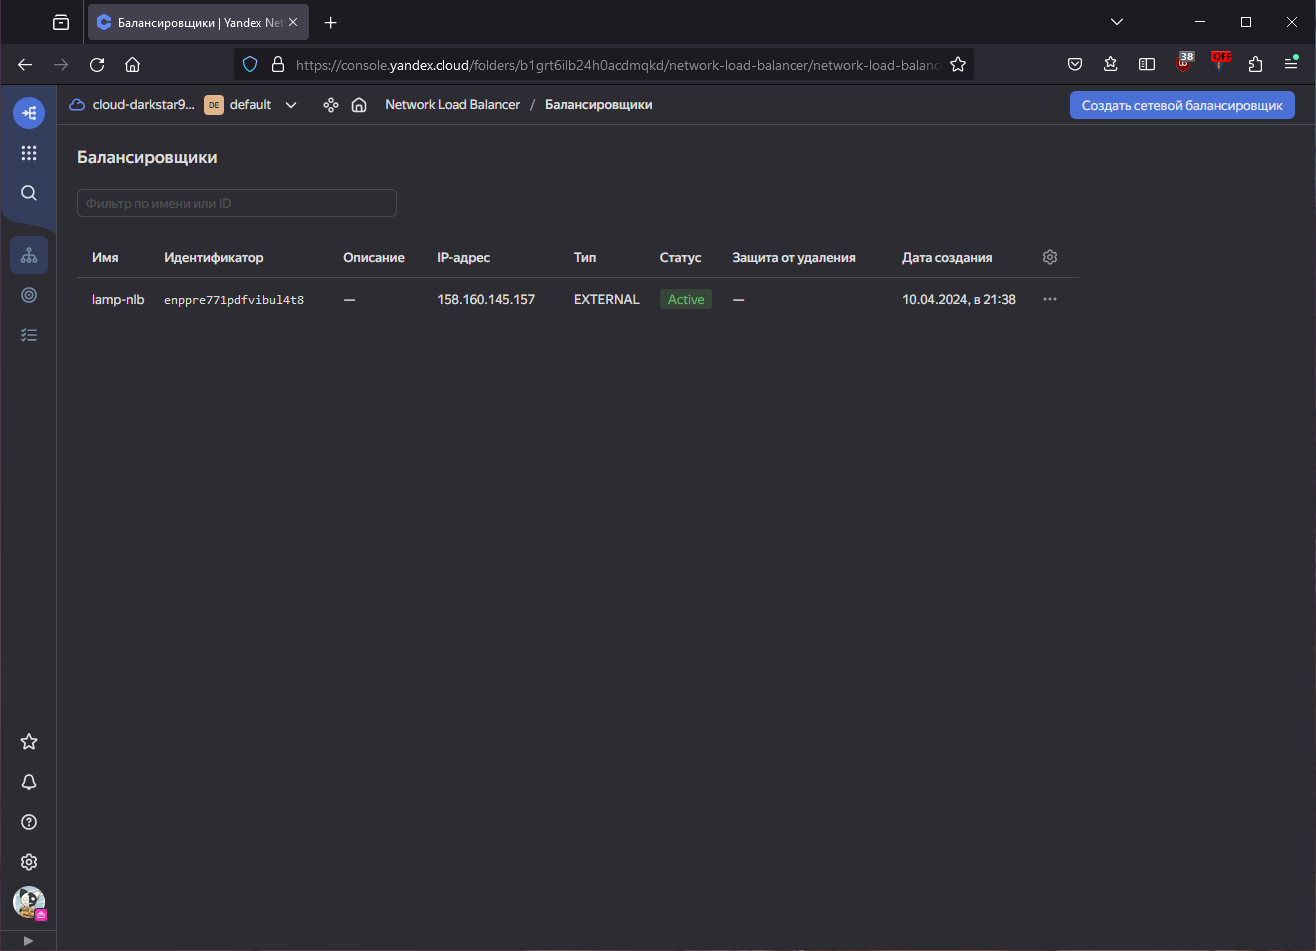 Балансировщики | Yandex Net
https://console.yandex.cloud/folders/b1grt6ilb24h0acdmqkd/network-load-balancer/network-load-balanc
38
OFF
cloud-darkstar9... DE default Network Load Balancer / Балансировщики
Создать сетевой балансировщик
Балансировщики
Фильтр по имени или ID
Имя Идентификатор Описание IP-адрес Тип Статус Защита от удаления Дата создания
lamp-nlb enppre771pdfvibul4t8 — 158.160.145.157 EXTERNAL Active — 10.04.2024, в 21:38